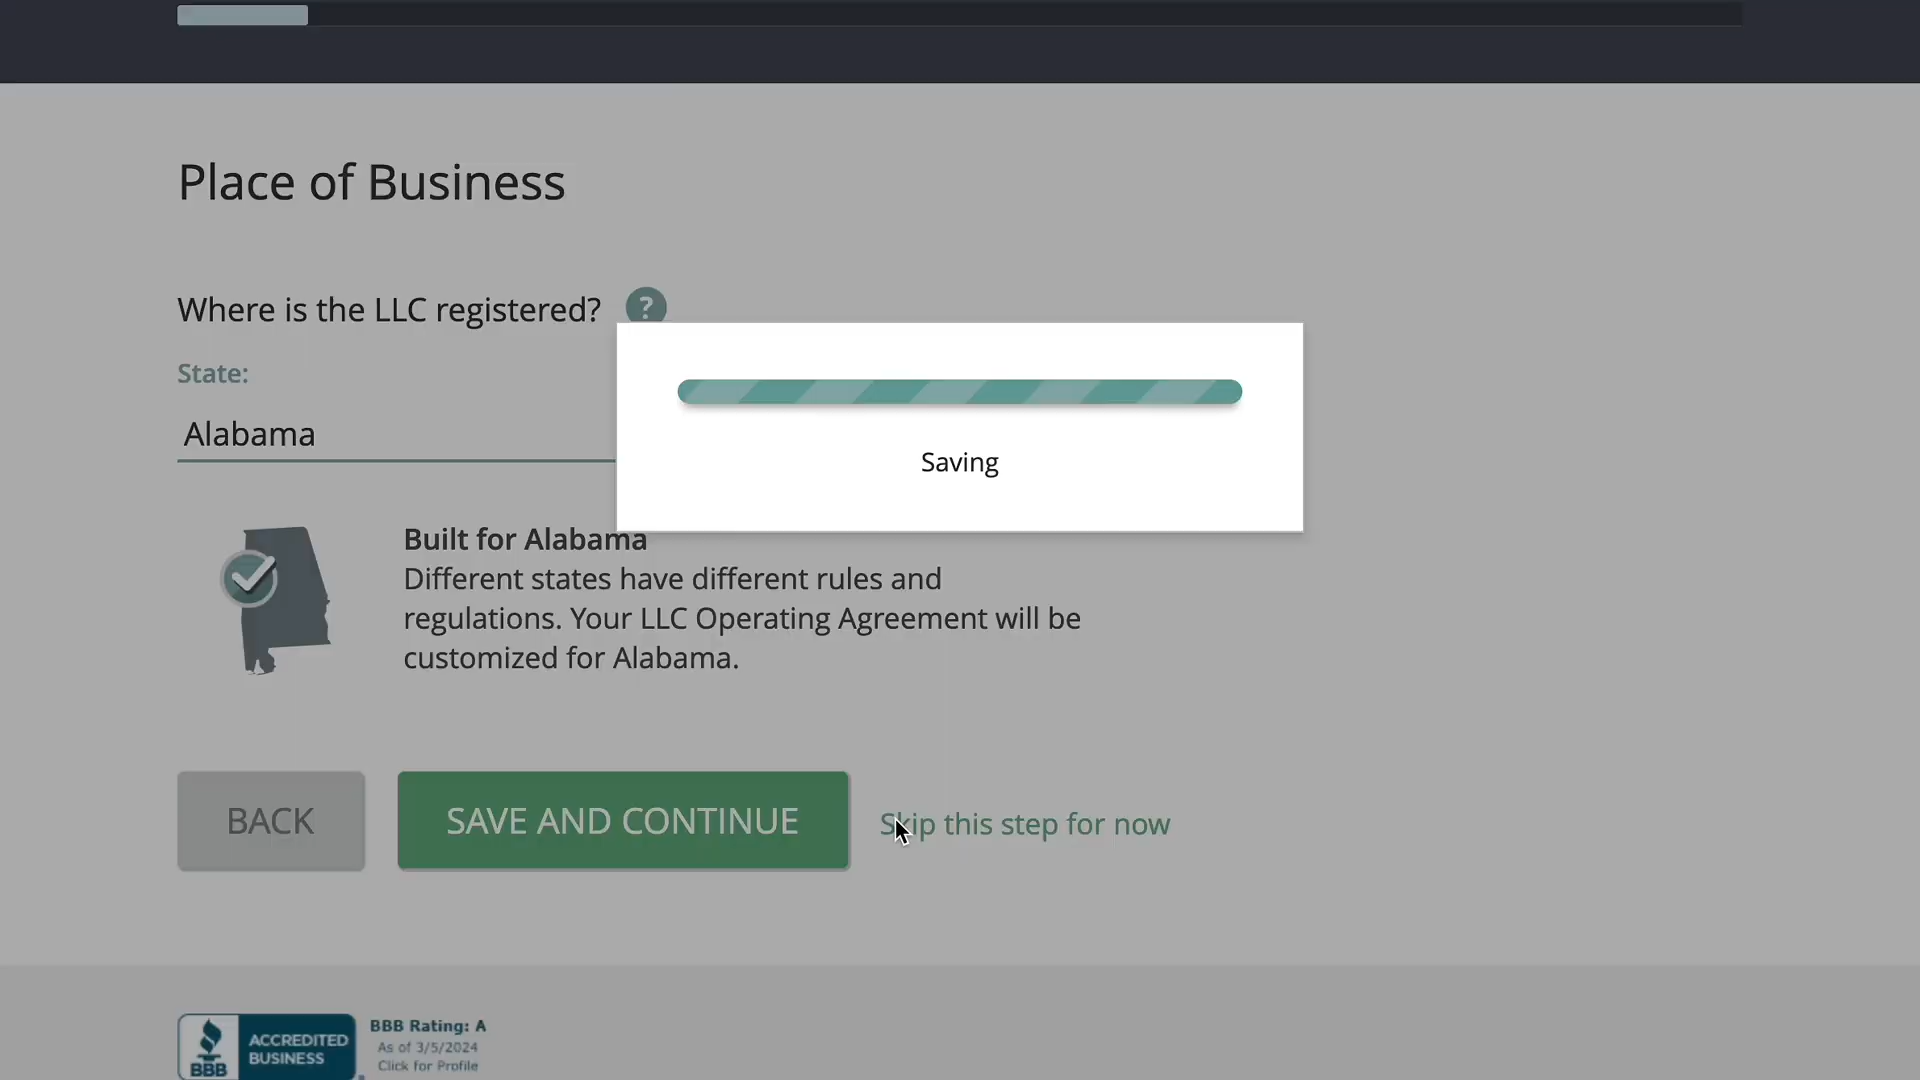 Place of Business
Where is the LLC registered? ?
State:
Alabama
Saving
Built for Alabama
Different states have different rules and
regulations. Your LLC Operating Agreement will be
customized for Alabama.
BACK
SAVE AND CONTINUE
Skip this step for now
BBB
ACCREDITED
BUSINESS
BBB Rating: A
As of 3/5/2024
Click for Profile